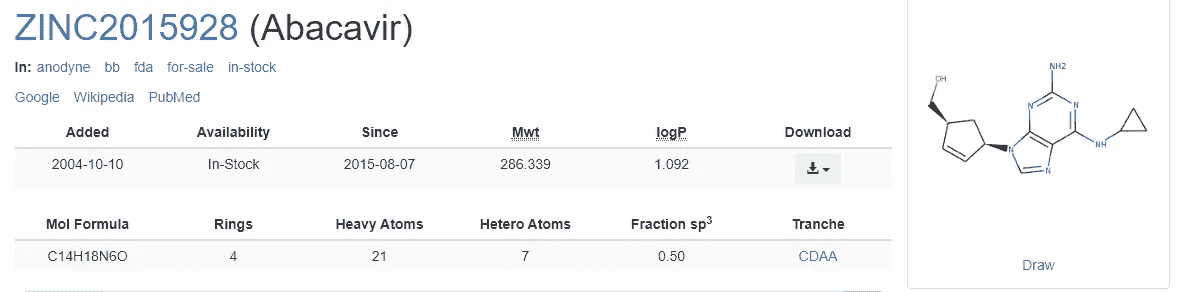 ZINC2015928 (Abacavir)
In: anodyne bb fda for-sale in-stock
Google Wikipedia PubMed
Added Availability Since Mwt logP Download
2004-10-10 In-Stock 2015-08-07 286.339 1.092
Mol Formula Rings Heavy Atoms Hetero Atoms Fraction sp³ Tranche
C14H18N6O 4 21 7 0.50 CDAA
NH2
OH
N N
N NH
N
Draw